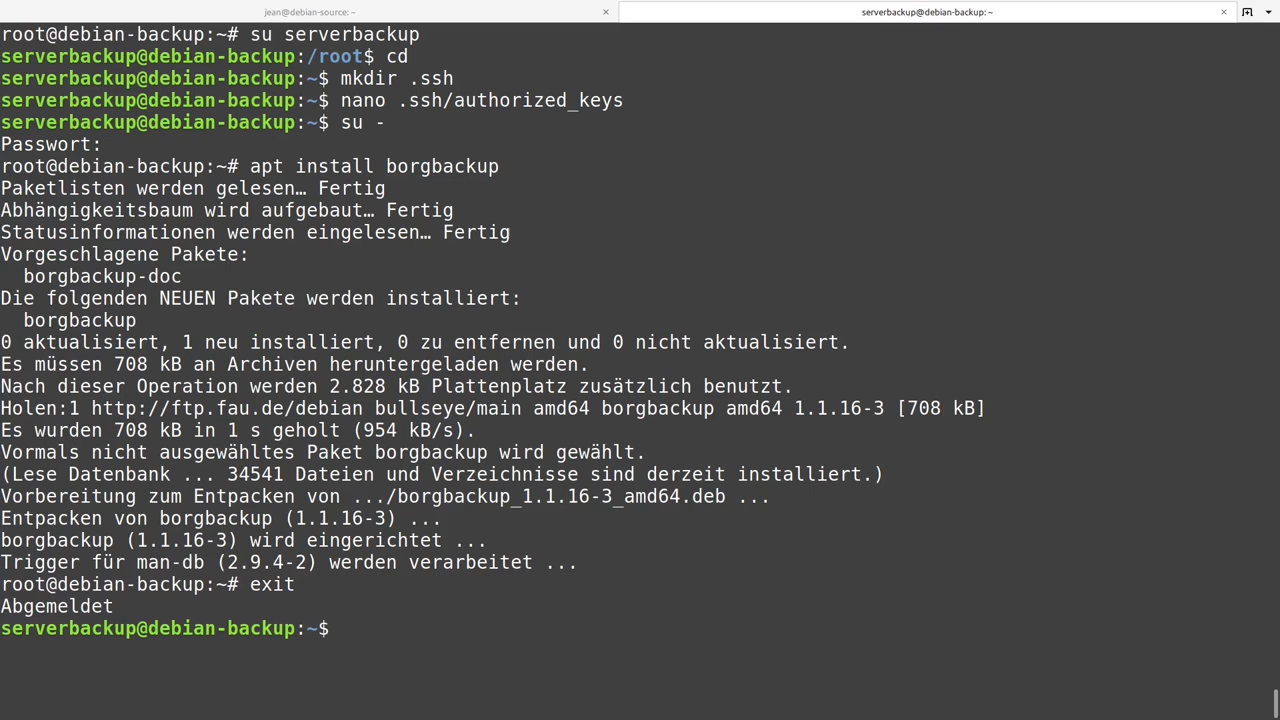 jean@debian-source: ~
serverbackup@debian-backup: ~
root@debian-backup:~# su serverbackup
serverbackup@debian-backup:/root$ cd
serverbackup@debian-backup:~$ mkdir .ssh
serverbackup@debian-backup:~$ nano .ssh/authorized_keys
serverbackup@debian-backup:~$ su -
Passwort:
root@debian-backup:~# apt install borgbackup
Paketlisten werden gelesen… Fertig
Abhängigkeitsbaum wird aufgebaut… Fertig
Statusinformationen werden eingelesen… Fertig
Vorgeschlagene Pakete:
  borgbackup-doc
Die folgenden NEUEN Pakete werden installiert:
  borgbackup
0 aktualisiert, 1 neu installiert, 0 zu entfernen und 0 nicht aktualisiert.
Es müssen 708 kB an Archiven heruntergeladen werden.
Nach dieser Operation werden 2.828 kB Plattenplatz zusätzlich benutzt.
Holen:1 http://ftp.fau.de/debian bullseye/main amd64 borgbackup amd64 1.1.16-3 [708 kB]
Es wurden 708 kB in 1 s geholt (954 kB/s).
Vormals nicht ausgewähltes Paket borgbackup wird gewählt.
(Lese Datenbank ... 34541 Dateien und Verzeichnisse sind derzeit installiert.)
Vorbereitung zum Entpacken von .../borgbackup_1.1.16-3_amd64.deb ...
Entpacken von borgbackup (1.1.16-3) ...
borgbackup (1.1.16-3) wird eingerichtet ...
Trigger für man-db (2.9.4-2) werden verarbeitet ...
root@debian-backup:~# exit
Abgemeldet
serverbackup@debian-backup:~$